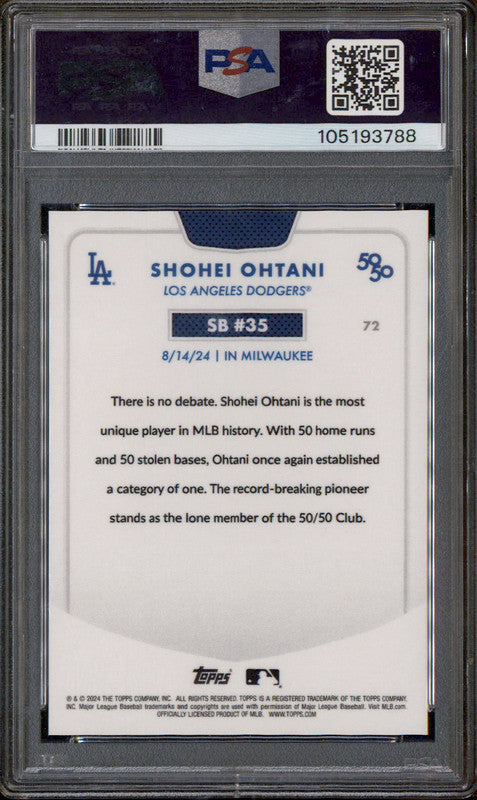 PSA
105193788
LA
SHOHEI OHTANI
50/50
LOS ANGELES DODGERS®
SB #35
72
8/14/24 | IN MILWAUKEE
There is no debate. Shohei Ohtani is the most
unique player in MLB history. With 50 home runs
and 50 stolen bases, Ohtani once again established
a category of one. The record-breaking pioneer
stands as the lone member of the 50/50 Club.
Topps
® & © 2024 THE TOPPS COMPANY, INC. ALL RIGHTS RESERVED. TOPPS IS A REGISTERED TRADEMARK OF THE TOPPS COMPANY,
INC. Major League Baseball trademarks and copyrights are used with permission of Major League Baseball. Visit MLB.com.
OFFICIALLY LICENSED PRODUCT OF MLB. WWW.TOPPS.COM